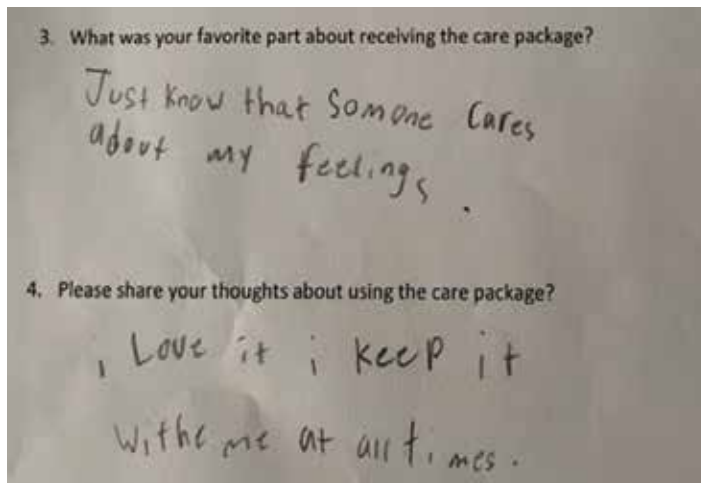 3. What was your favorite part about receiving the care package?
Just Know that Somone Cares
adout my feelings.
4. Please share your thoughts about using the care package?
i Love it i keep it
withe me at all times.